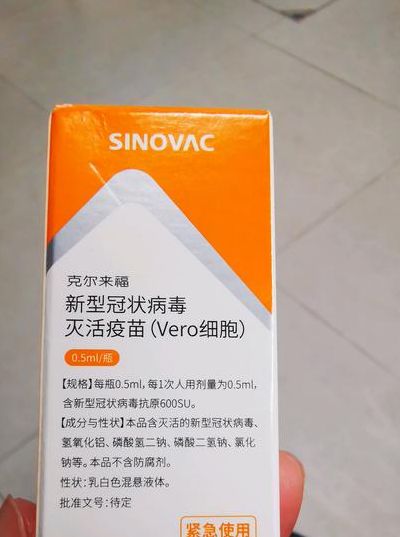 SINOVAC
克尔来福
新型冠状病毒
灭活疫苗（Vero细胞）
0.5ml/瓶
【规格】每瓶0.5ml，每1次人用剂量为0.5ml，
含新型冠状病毒抗原600SU。
【成分与性状】本品含灭活的新型冠状病毒、
氢氧化铝、磷酸氢二钠、磷酸二氢钠、氯化
钠等。本品不含防腐剂。
性状：乳白色混悬液体。
批准文号：待定
紧急使用